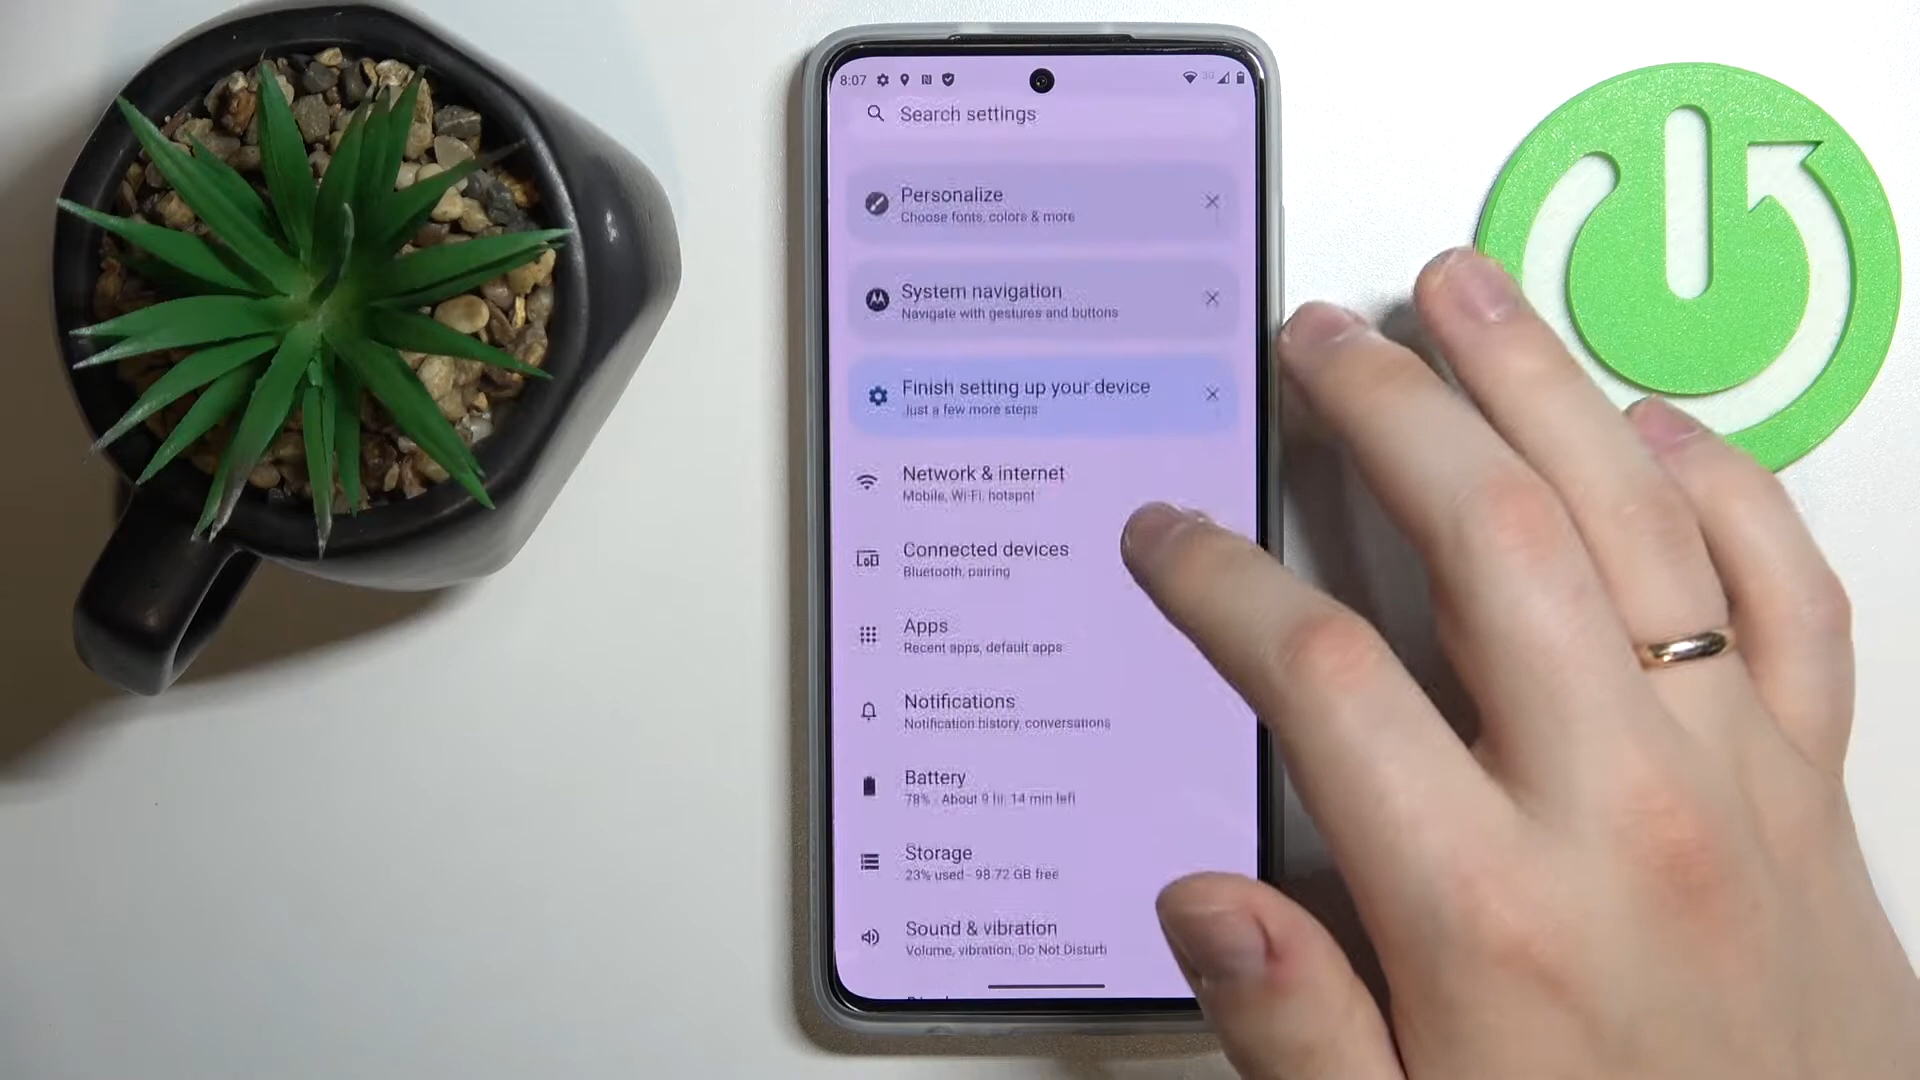 8:07
3G
Search settings
Personalize
Choose fonts, colors & more
System navigation
Navigate with gestures and buttons
Finish setting up your device
Just a few more steps
Network & internet
Mobile, Wi-Fi, hotspot
Connected devices
Bluetooth, pairing
Apps
Recent apps, default apps
Notifications
Notification history, conversations
Battery
78% - About 9 hr, 14 min left
Storage
23% used - 98.72 GB free
Sound & vibration
Volume, vibration, Do Not Disturb